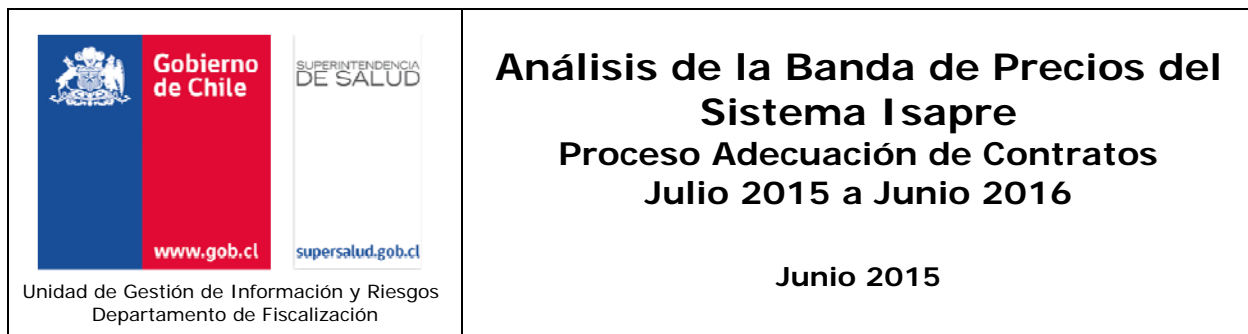 Gobierno
de Chile
www.gob.cl
SUPERINTENDENCIA
DE SALUD
supersalud.gob.cl
Unidad de Gestión de Información y Riesgos
Departamento de Fiscalización
Análisis de la Banda de Precios del
Sistema Isapre
Proceso Adecuación de Contratos
Julio 2015 a Junio 2016
Junio 2015